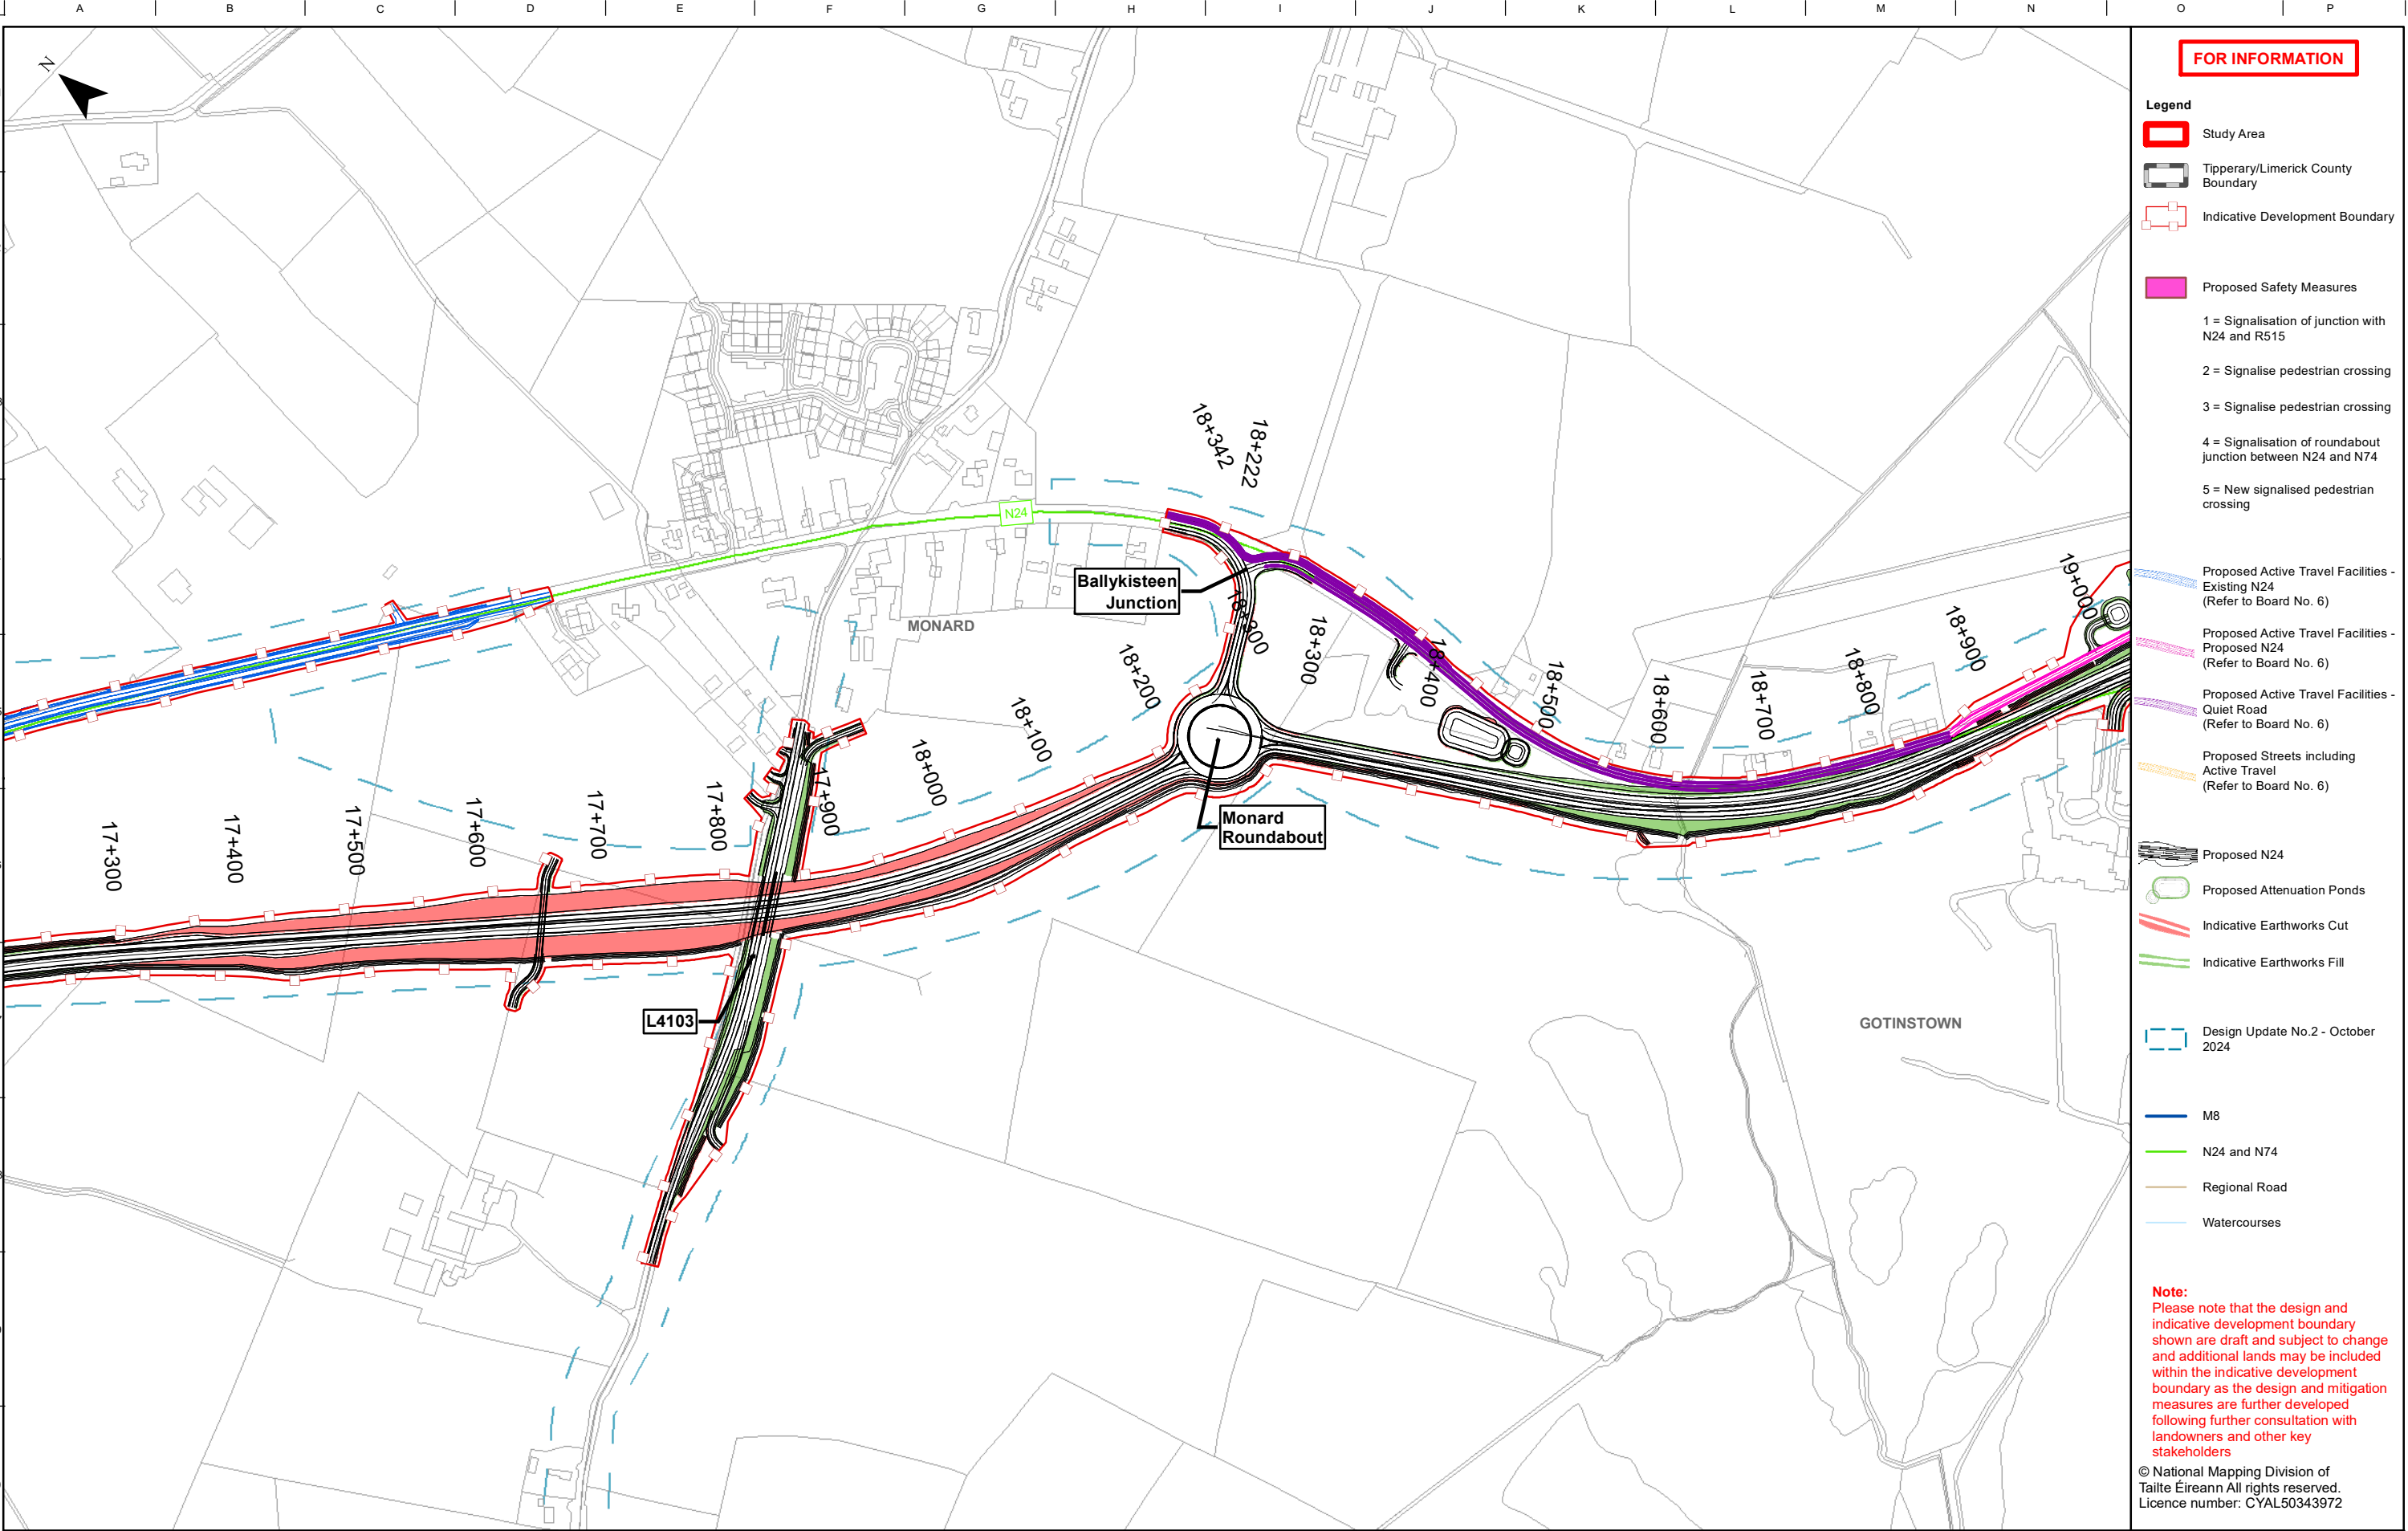 A B C D E F G H I J K L M N O P
N
18+342
18+222
N24
Ballykisteen
Junction
MONARD
18+300
18+200
18+400
18+500
18+600
18+700
18+800
18+900
19+000
18+100
18+000
17+900
17+800
17+700
17+600
17+500
17+400
17+300
Monard
Roundabout
L4103
GOTINSTOWN
FOR INFORMATION
Legend
Study Area
Tipperary/Limerick County
Boundary
Indicative Development Boundary
Proposed Safety Measures
1 = Signalisation of junction with
N24 and R515
2 = Signalise pedestrian crossing
3 = Signalise pedestrian crossing
4 = Signalisation of roundabout
junction between N24 and N74
5 = New signalised pedestrian
crossing
Proposed Active Travel Facilities -
Existing N24
(Refer to Board No. 6)
Proposed Active Travel Facilities -
Proposed N24
(Refer to Board No. 6)
Proposed Active Travel Facilities -
Quiet Road
(Refer to Board No. 6)
Proposed Streets including
Active Travel
(Refer to Board No. 6)
Proposed N24
Proposed Attenuation Ponds
Indicative Earthworks Cut
Indicative Earthworks Fill
Design Update No.2 - October
2024
M8
N24 and N74
Regional Road
Watercourses
Note:
Please note that the design and
indicative development boundary
shown are draft and subject to change
and additional lands may be included
within the indicative development
boundary as the design and mitigation
measures are further developed
following further consultation with
landowners and other key
stakeholders
© National Mapping Division of
Tailte Éireann All rights reserved.
Licence number: CYAL50343972